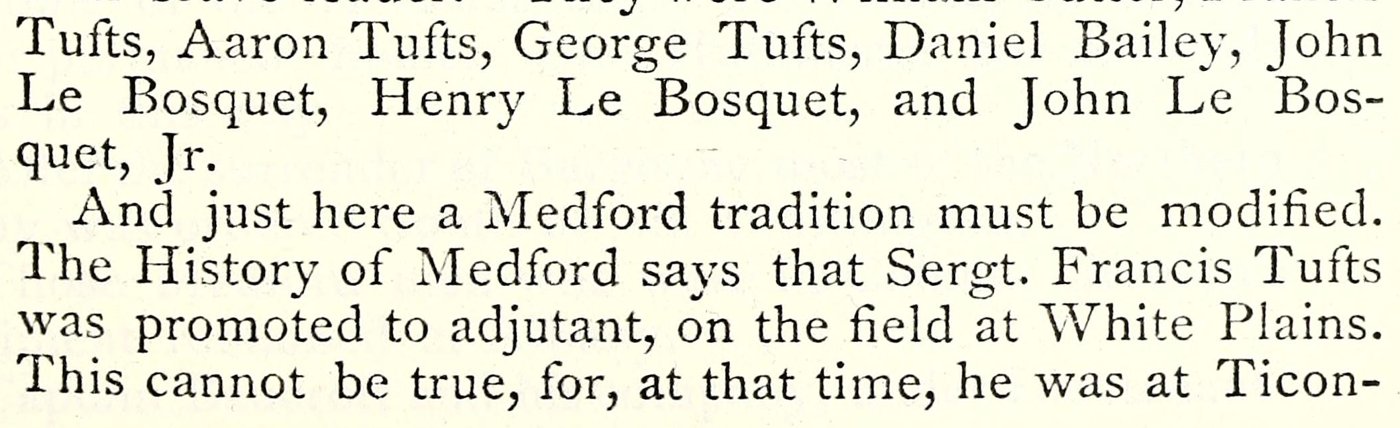 Tufts, Aaron Tufts, George Tufts, Daniel Bailey, John
Le Bosquet, Henry Le Bosquet, and John Le Bos-
quet, Jr.
And just here a Medford tradition must be modified.
The History of Medford says that Sergt. Francis Tufts
was promoted to adjutant, on the field at White Plains.
This cannot be true, for, at that time, he was at Ticon-